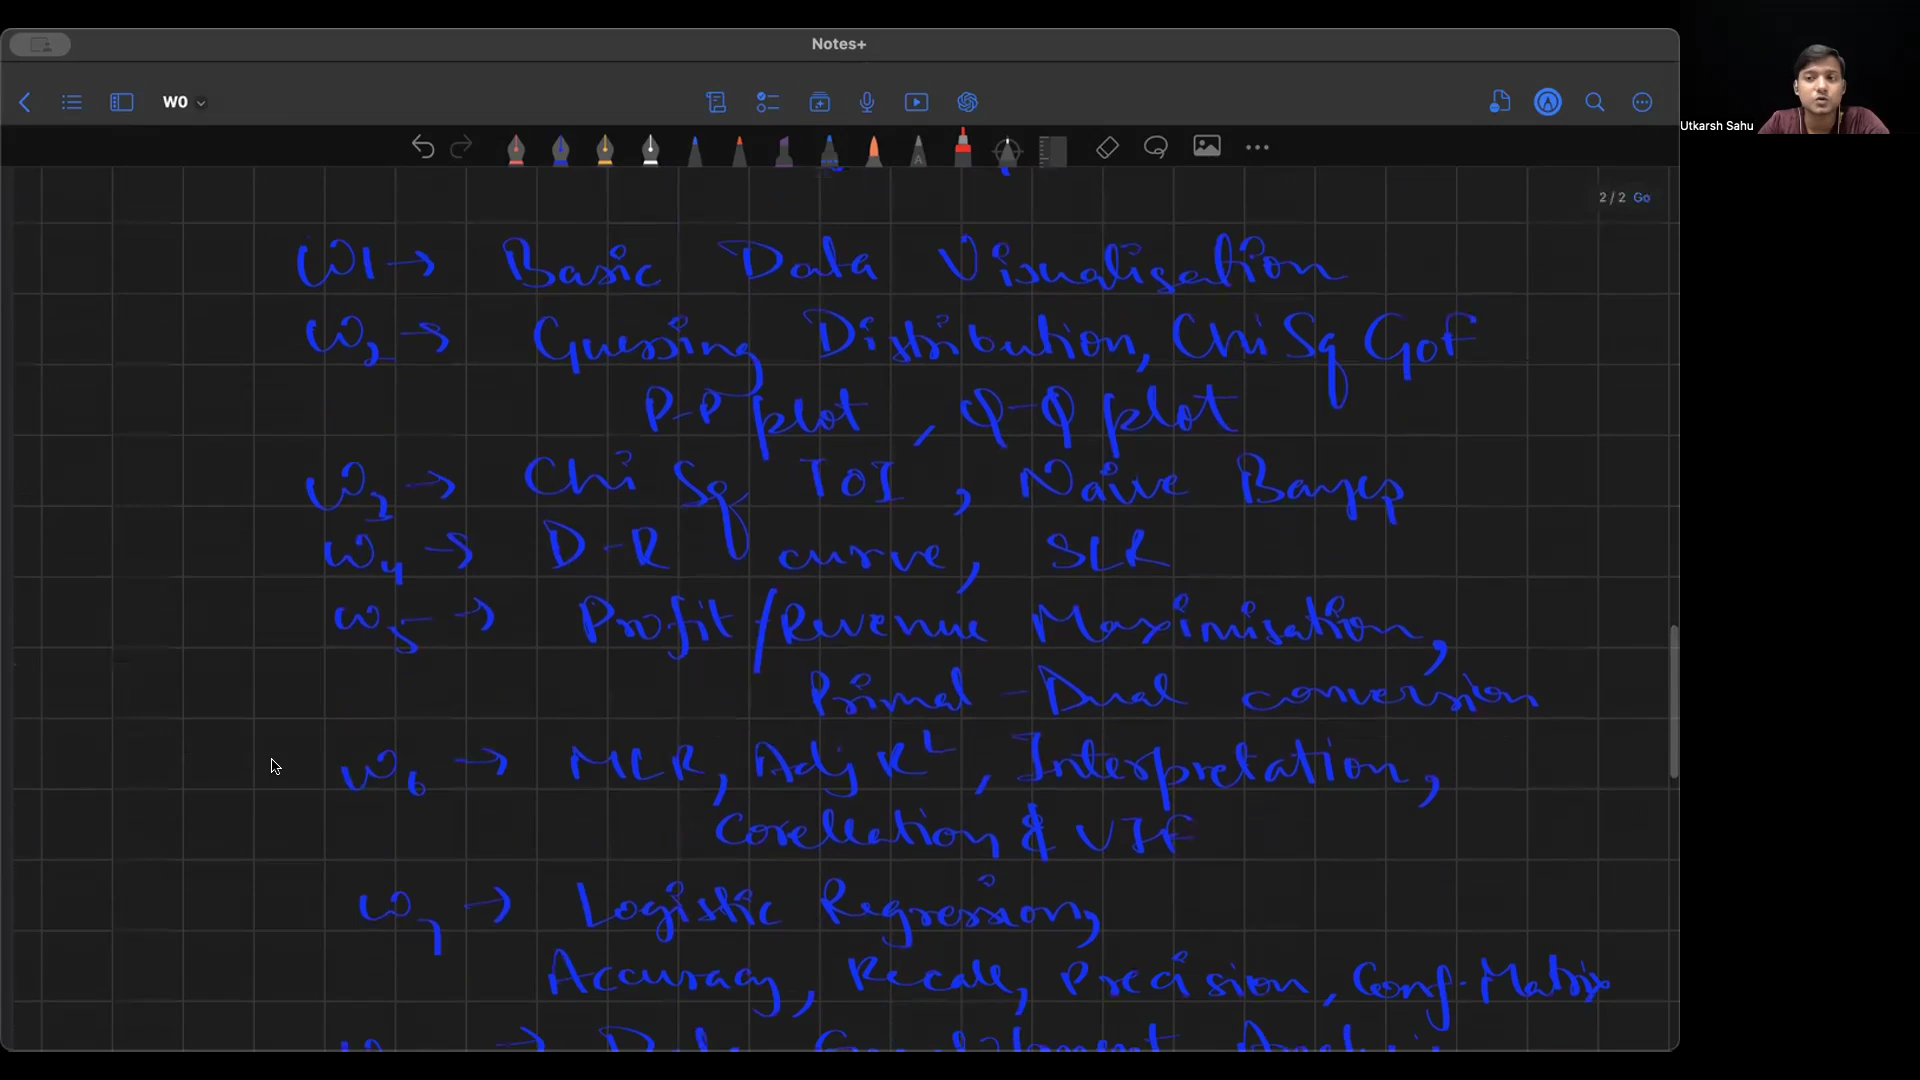 Notes+
W0
Utkarsh Sahu
2 / 2 Go
W1 → Basic Data Visualisation
W2 → Guessing Distribution, Chi Sq GoF
P-P plot, Q-Q plot
W3 → Chi Sq ToI, Naive Bayes
W4 → D-R curve, SLR
W5 → Profit/Revenue Maximisation,
Primal - Dual conversion
W6 → MLR, Adj R², Interpretation,
Corellation & VIF
W7 → Logistic Regression,
Accuracy, Recall, Precision, Conf. Matrix